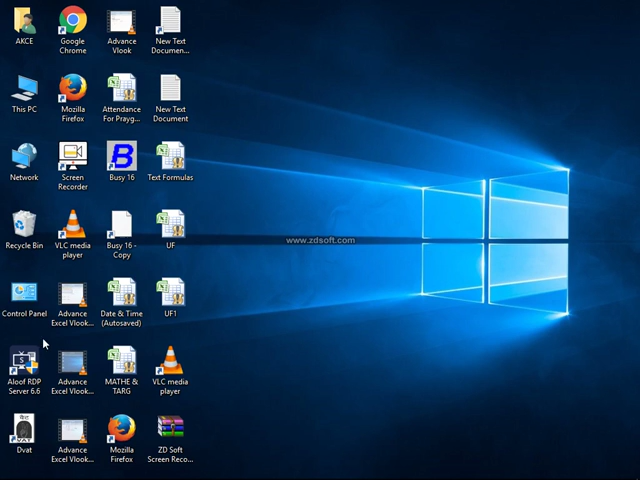 AKCE
Google
Chrome
Advance
Vlook
New Text
Documen...
This PC
Mozilla
Firefox
Attendance
For Prayg...
New Text
Document
Network
Screen
Recorder
B
Busy 16
Text Formulas
www.zdsoft.com
Recycle Bin
VLC media
player
Busy 16 -
Copy
UF
Control Panel
Advance
Excel Vlook...
Date & Time
(Autosaved)
UF1
Aloof RDP
Server 6.6
Advance
Excel Vlook...
MATHE &
TARG
VLC media
player
Dvat
Advance
Excel Vlook...
Mozilla
Firefox
ZD Soft
Screen Reco...